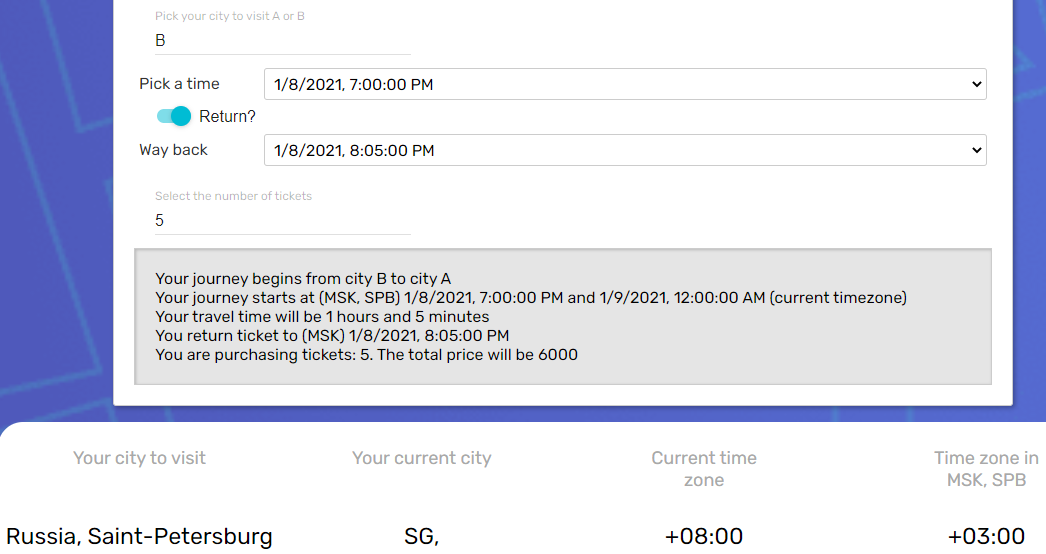 Pick your city to visit A or B
B
Pick a time
1/8/2021, 7:00:00 PM
Return?
Way back
1/8/2021, 8:05:00 PM
Select the number of tickets
5
Your journey begins from city B to city A
Your journey starts at (MSK, SPB) 1/8/2021, 7:00:00 PM and 1/9/2021, 12:00:00 AM (current timezone)
Your travel time will be 1 hours and 5 minutes
You return ticket to (MSK) 1/8/2021, 8:05:00 PM
You are purchasing tickets: 5. The total price will be 6000
Your city to visit
Your current city
Current time
zone
Time zone in
MSK, SPB
Russia, Saint-Petersburg
SG,
+08:00
+03:00